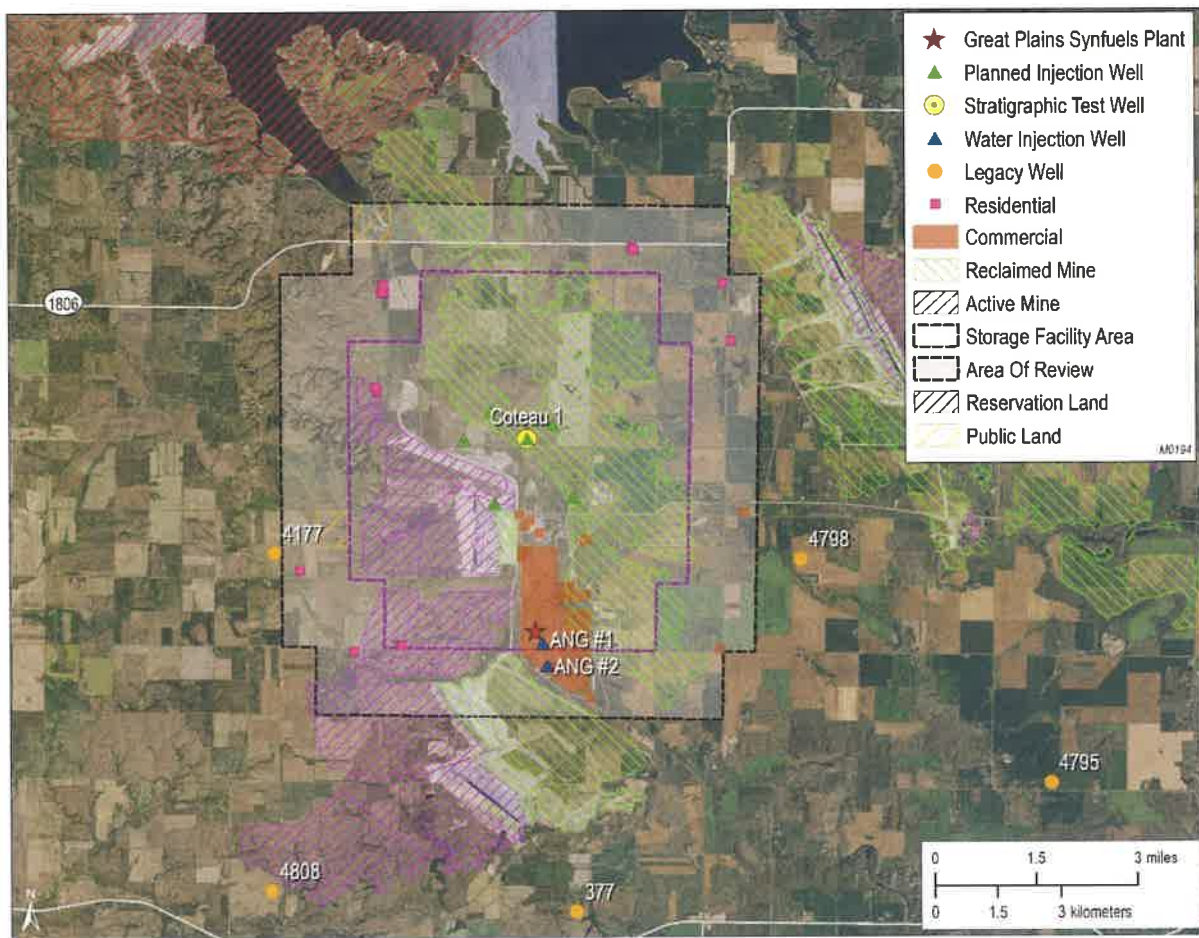 Great Plains Synfuels Plant
Planned Injection Well
Stratigraphic Test Well
Water Injection Well
Legacy Well
Residential
Commercial
Reclaimed Mine
Active Mine
Storage Facility Area
Area Of Review
Reservation Land
Public Land
M0194
1806
Coteau 1
4177
4798
ANG #1
ANG #2
4795
4808
377
N
0 1.5 3 miles
0 1.5 3 kilometers